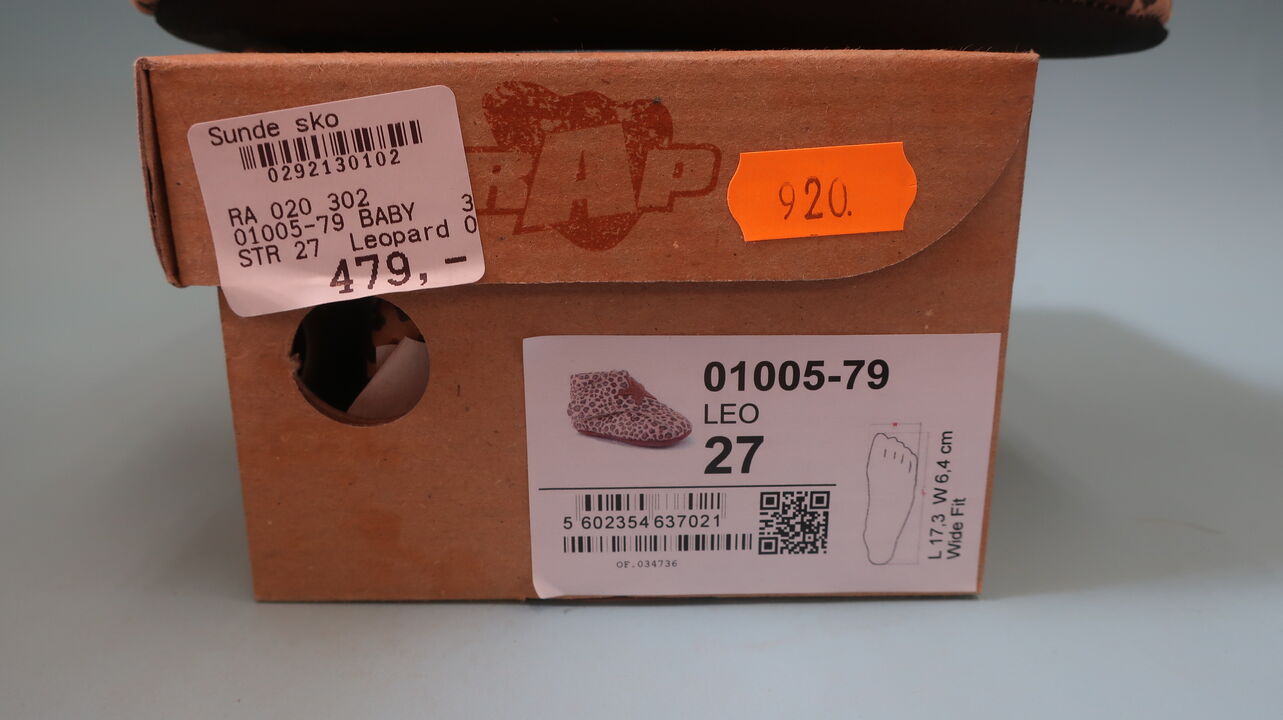 Sunde sko
0292130102
RA 020 302
01005-79 BABY 3
STR 27 Leopard 0
479,-
RAP
920.
01005-79
LEO
27
5 602354 637021
OF.034736
L 17,3 W 6,4 cm
Wide Fit